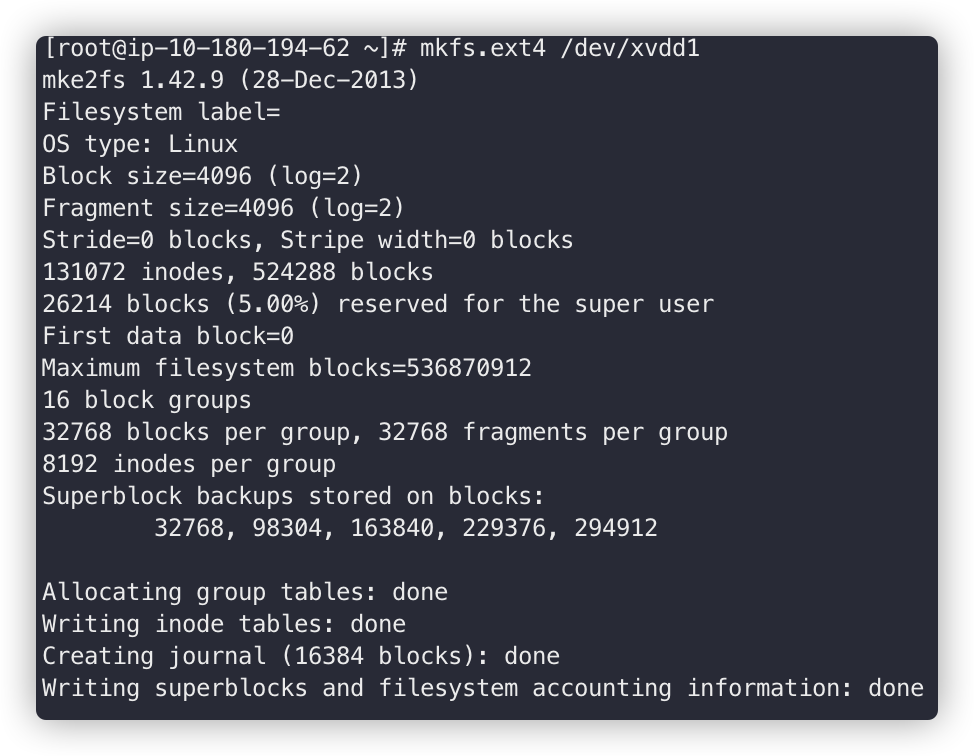 [root@ip-10-180-194-62 ~]# mkfs.ext4 /dev/xvdd1
mke2fs 1.42.9 (28-Dec-2013)
Filesystem label=
OS type: Linux
Block size=4096 (log=2)
Fragment size=4096 (log=2)
Stride=0 blocks, Stripe width=0 blocks
131072 inodes, 524288 blocks
26214 blocks (5.00%) reserved for the super user
First data block=0
Maximum filesystem blocks=536870912
16 block groups
32768 blocks per group, 32768 fragments per group
8192 inodes per group
Superblock backups stored on blocks:
        32768, 98304, 163840, 229376, 294912

Allocating group tables: done
Writing inode tables: done
Creating journal (16384 blocks): done
Writing superblocks and filesystem accounting information: done